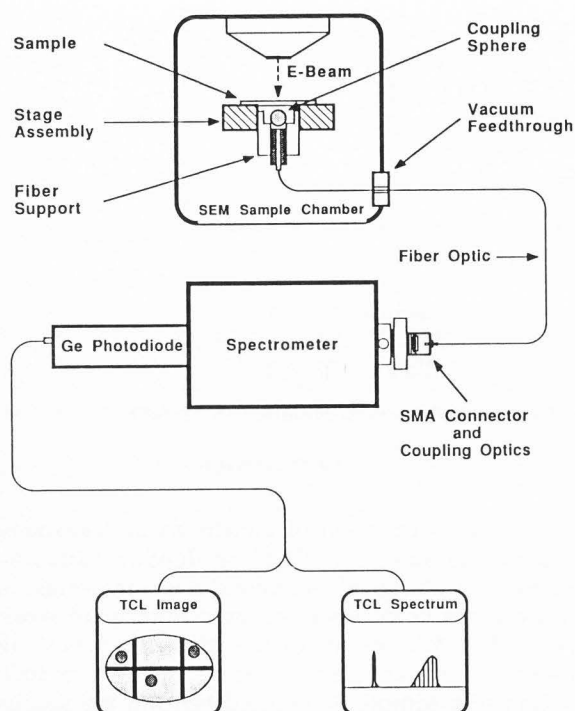 Sample
Coupling
Sphere
E-Beam
Stage
Assembly
Vacuum
Feedthrough
Fiber
Support
SEM Sample Chamber
Fiber Optic
Ge Photodiode
Spectrometer
SMA Connector
and
Coupling Optics
TCL Image
TCL Spectrum